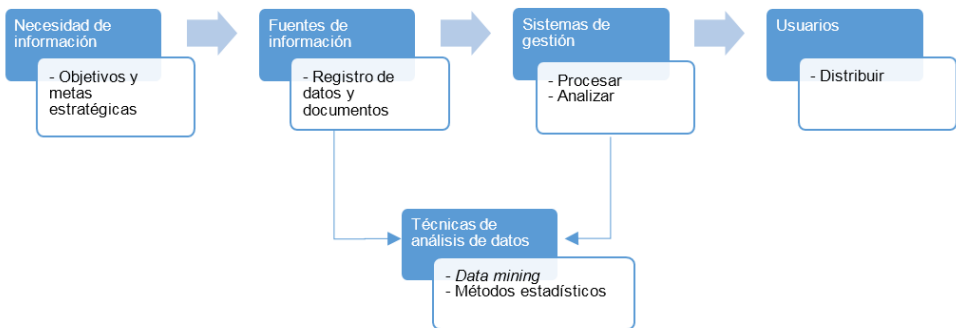 Necesidad de
información
- Objetivos y
metas
estratégicas
Fuentes de
información
- Registro de
datos y
documentos
Sistemas de
gestión
- Procesar
- Analizar
Usuarios
- Distribuir
Técnicas de
análisis de datos
- Data mining
- Métodos estadísticos